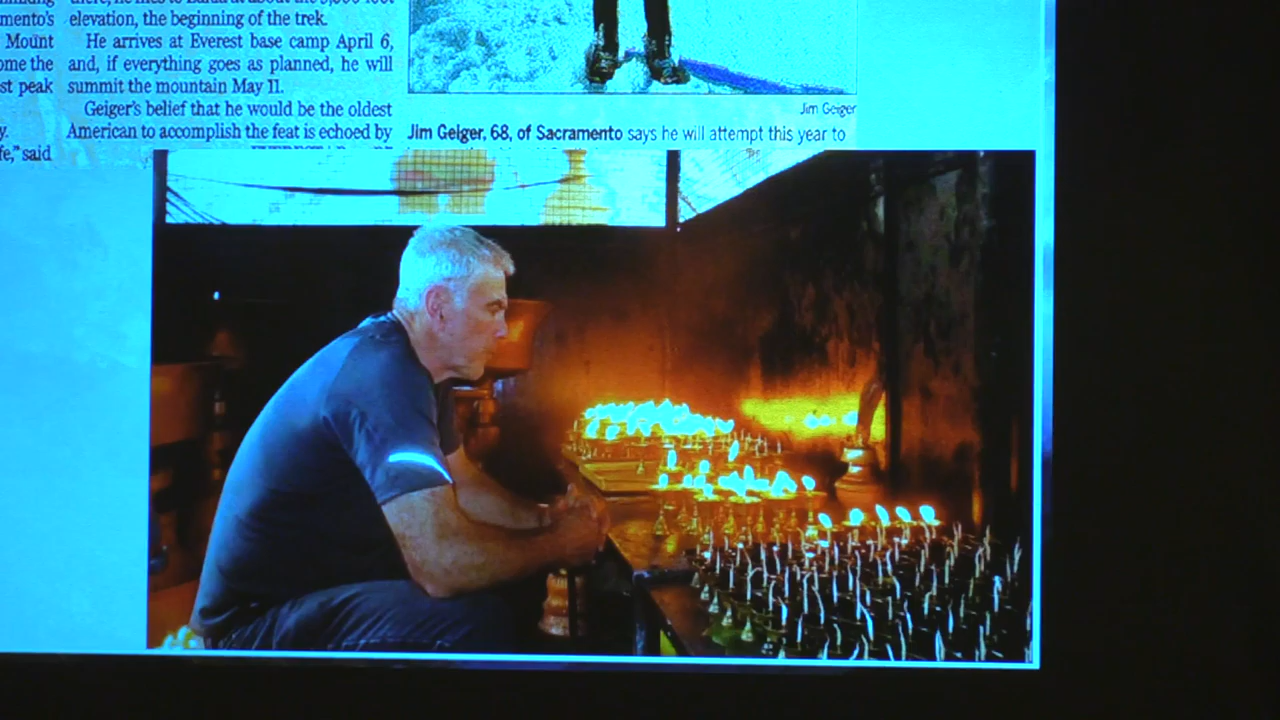 mento's
Mount
ome the
st peak
y.
fe," said
elevation, the beginning of the trek.
He arrives at Everest base camp April 6,
and, if everything goes as planned, he will
summit the mountain May 11.
Geiger's belief that he would be the oldest
American to accomplish the feat is echoed by
Jim Geiger
Jim Geiger, 68, of Sacramento says he will attempt this year to